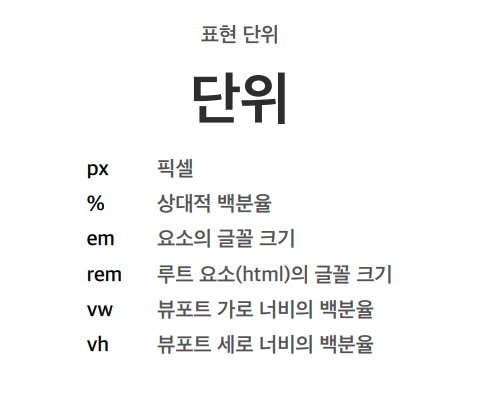 표현 단위
단위
px 픽셀
% 상대적 백분율
em 요소의 글꼴 크기
rem 루트 요소(html)의 글꼴 크기
vw 뷰포트 가로 너비의 백분율
vh 뷰포트 세로 너비의 백분율